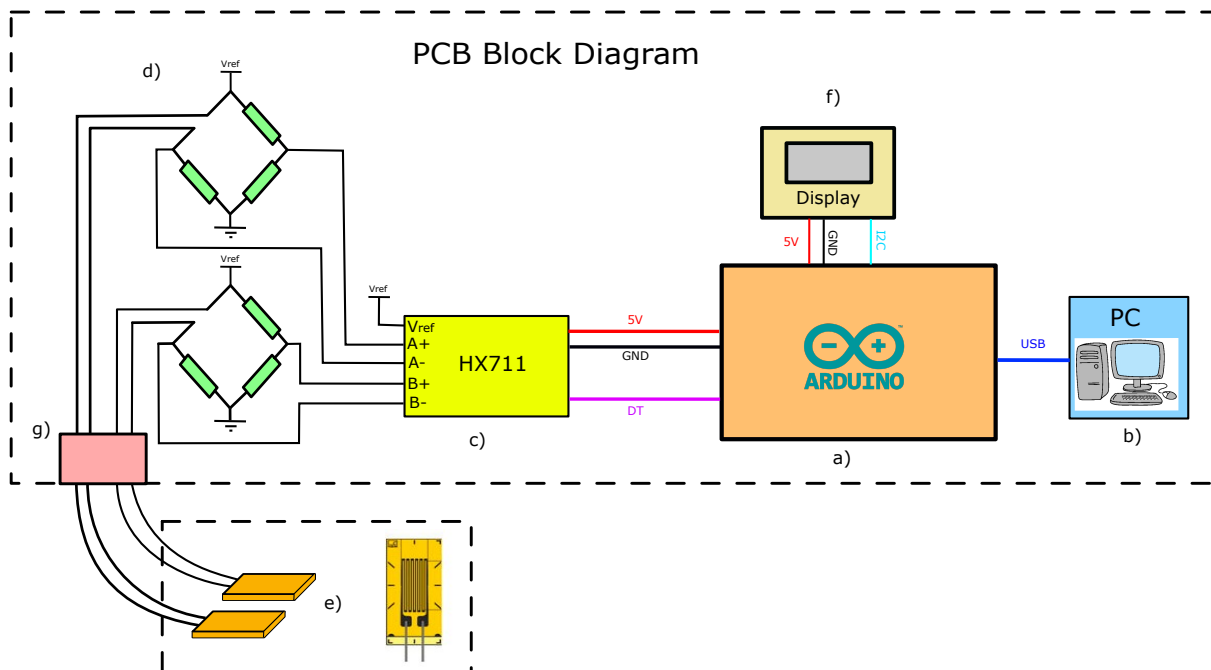 PCB Block Diagram
d)
Vref
f)
Display
5V
GND
I2C
Vref
Vref
Vref
A+
A-
B+
B-
HX711
c)
5V
GND
DT
ARDUINO
a)
USB
PC
b)
g)
e)